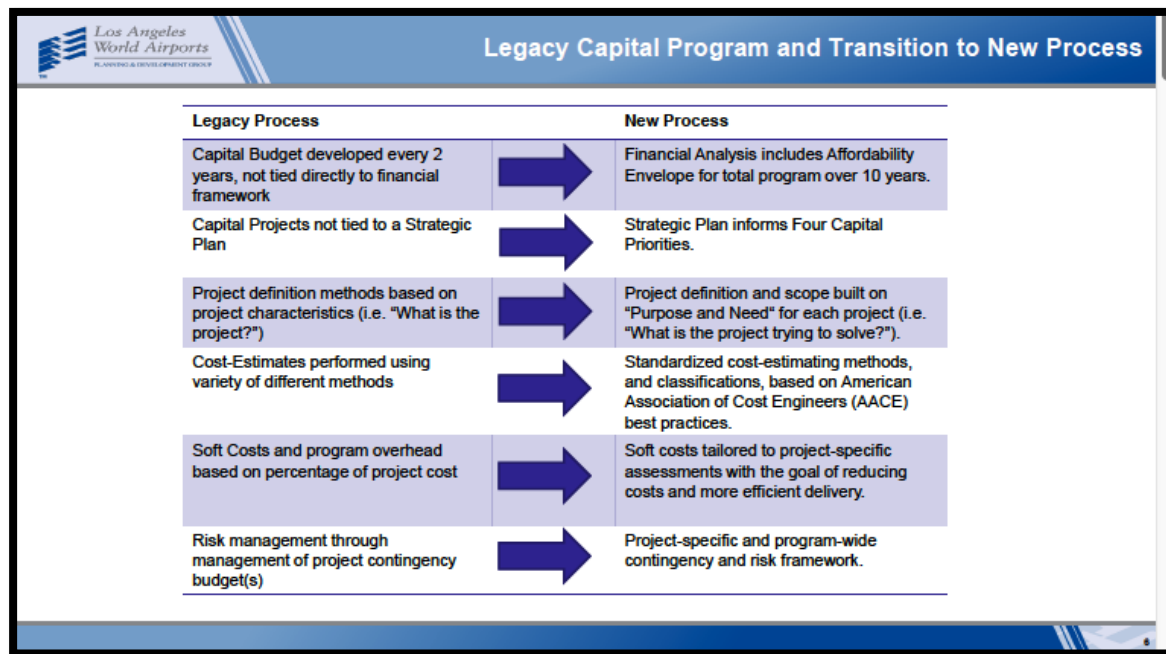 Los Angeles
World Airports
PLANNING & DEVELOPMENT GROUP
TM
Legacy Capital Program and Transition to New Process
Legacy Process
New Process
Capital Budget developed every 2
years, not tied directly to financial
framework
Financial Analysis includes Affordability
Envelope for total program over 10 years.
Capital Projects not tied to a Strategic
Plan
Strategic Plan informs Four Capital
Priorities.
Project definition methods based on
project characteristics (i.e. “What is the
project?”)
Project definition and scope built on
“Purpose and Need“ for each project (i.e.
“What is the project trying to solve?”).
Cost-Estimates performed using
variety of different methods
Standardized cost-estimating methods,
and classifications, based on American
Association of Cost Engineers (AACE)
best practices.
Soft Costs and program overhead
based on percentage of project cost
Soft costs tailored to project-specific
assessments with the goal of reducing
costs and more efficient delivery.
Risk management through
management of project contingency
budget(s)
Project-specific and program-wide
contingency and risk framework.
6